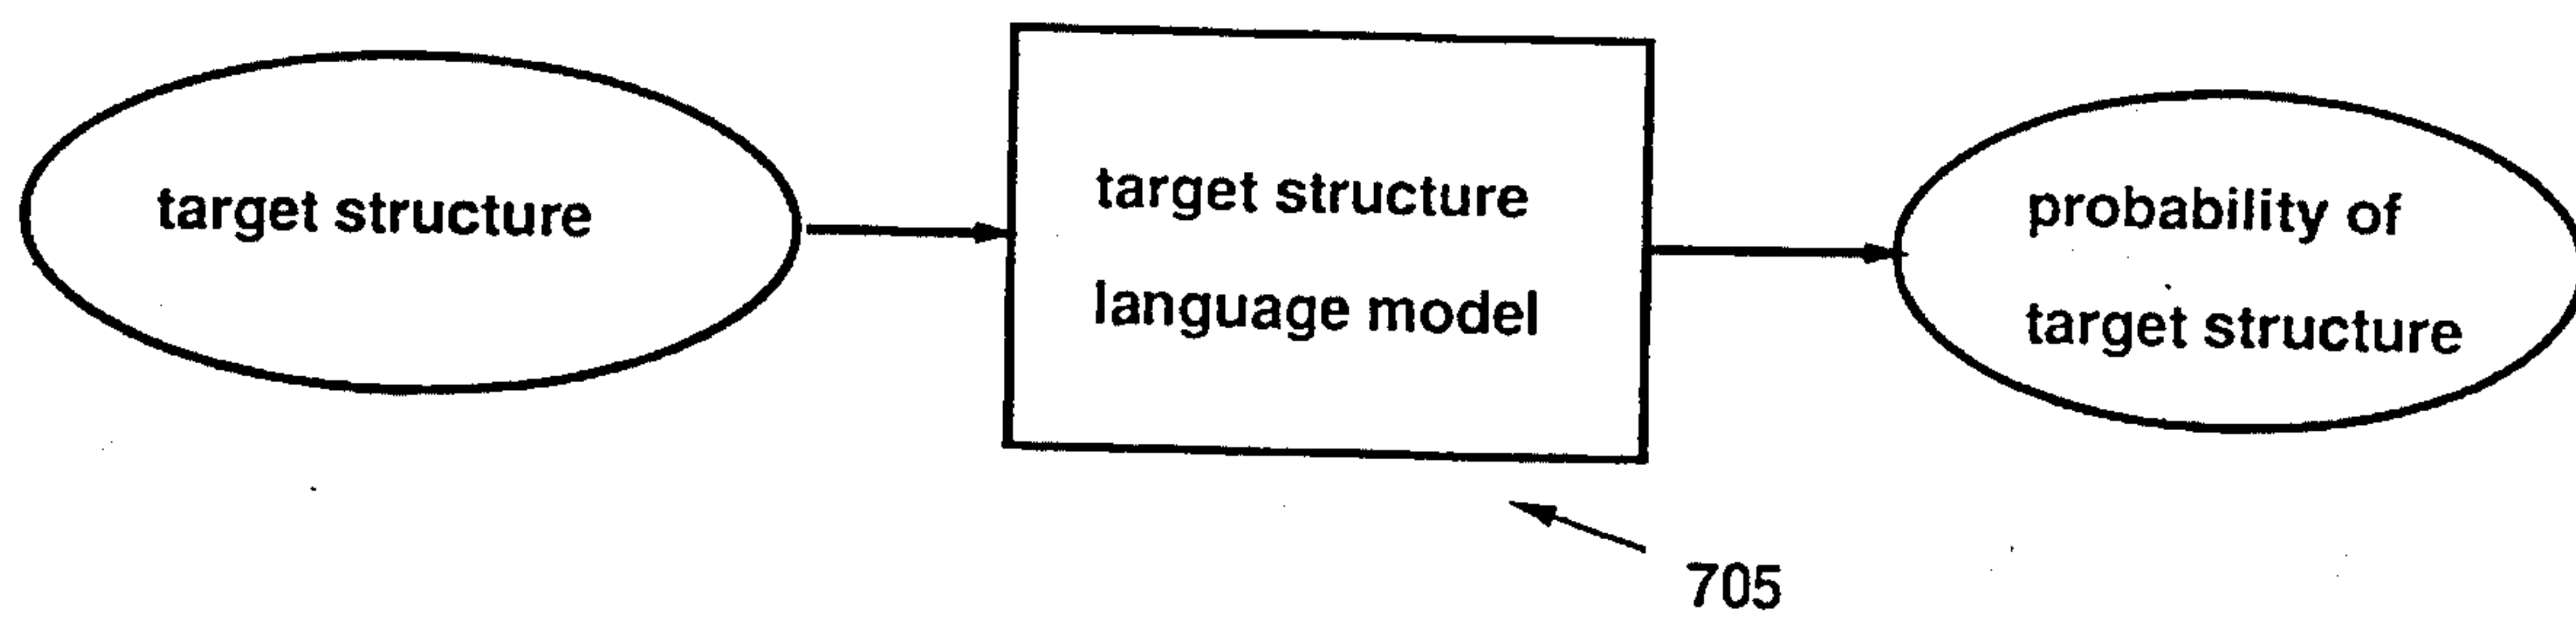 target structure
target structure
language model
probability of
target structure
705